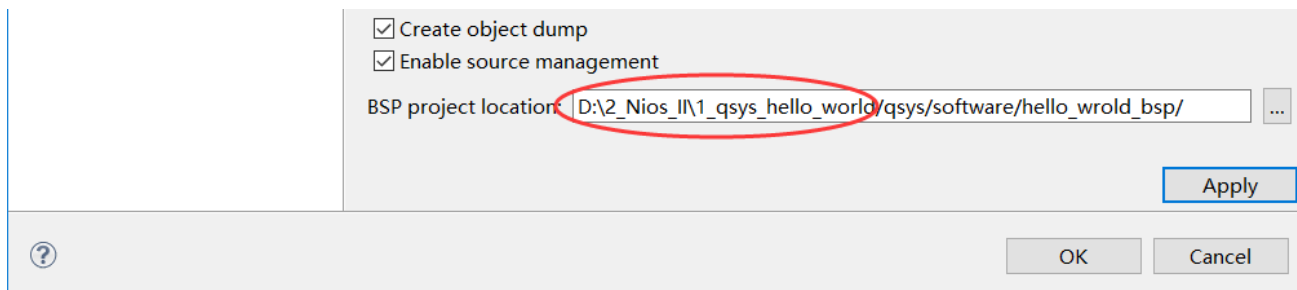 Create object dump
Enable source management
BSP project location: D:\2_Nios_II\1_qsys_hello_world/qsys/software/hello_wrold_bsp/ ...
Apply
? OK Cancel